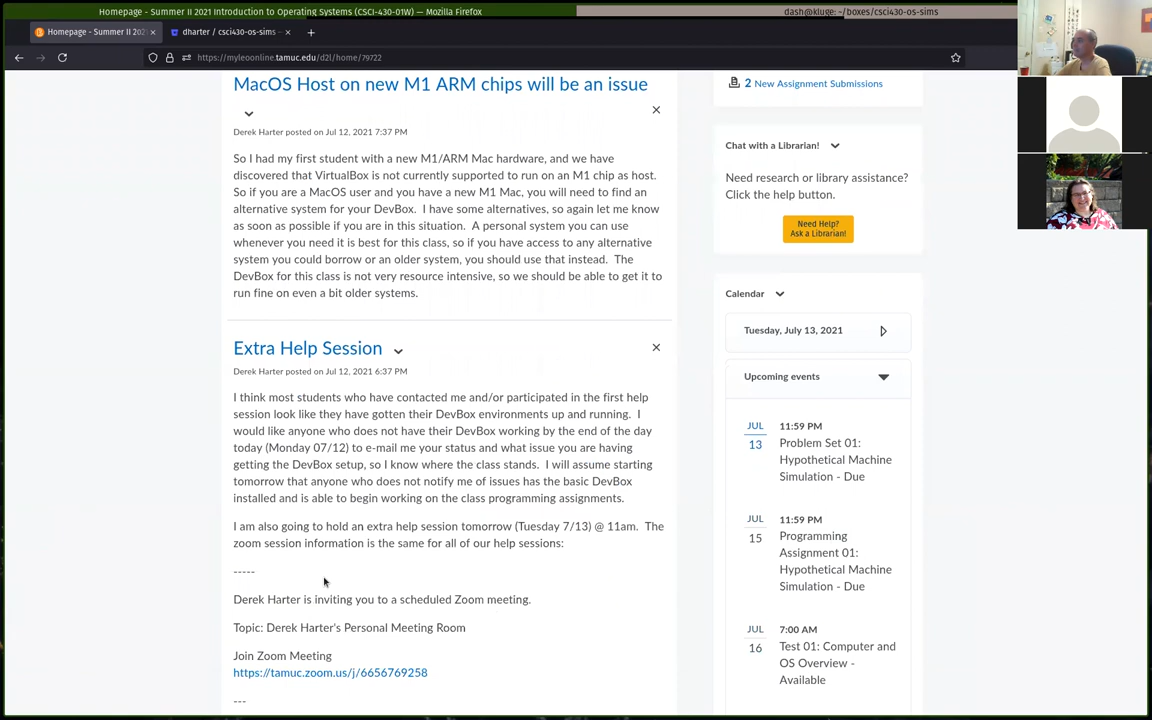 Homepage - Summer II 2021 Introduction to Operating Systems (CSCI-430-01W) — Mozilla Firefox
dash@kluge: ~/boxes/csci430-os-sims
Homepage - Summer II 202
dharter / csci430-os-sims
https://myleoonline.tamuc.edu/d2l/home/79722
MacOS Host on new M1 ARM chips will be an issue
Derek Harter posted on Jul 12, 2021 7:37 PM
So I had my first student with a new M1/ARM Mac hardware, and we have
discovered that VirtualBox is not currently supported to run on an M1 chip as host.
So if you are a MacOS user and you have a new M1 Mac, you will need to find an
alternative system for your DevBox.  I have some alternatives, so again let me know
as soon as possible if you are in this situation.  A personal system you can use
whenever you need it is best for this class, so if you have access to any alternative
system you could borrow or an older system, you should use that instead.  The
DevBox for this class is not very resource intensive, so we should be able to get it to
run fine on even a bit older systems.
Extra Help Session
Derek Harter posted on Jul 12, 2021 6:37 PM
I think most students who have contacted me and/or participated in the first help
session look like they have gotten their DevBox environments up and running.  I
would like anyone who does not have their DevBox working by the end of the day
today (Monday 07/12) to e-mail me your status and what issue you are having
getting the DevBox setup, so I know where the class stands.  I will assume starting
tomorrow that anyone who does not notify me of issues has the basic DevBox
installed and is able to begin working on the class programming assignments.
I am also going to hold an extra help session tomorrow (Tuesday 7/13) @ 11am.  The
zoom session information is the same for all of our help sessions:
-----
Derek Harter is inviting you to a scheduled Zoom meeting.
Topic: Derek Harter's Personal Meeting Room
Join Zoom Meeting
https://tamuc.zoom.us/j/6656769258
---
2 New Assignment Submissions
Chat with a Librarian!
Need research or library assistance?
Click the help button.
Need Help?
Ask a Librarian!
Calendar
Tuesday, July 13, 2021
Upcoming events
JUL
13
11:59 PM
Problem Set 01:
Hypothetical Machine
Simulation - Due
JUL
15
11:59 PM
Programming
Assignment 01:
Hypothetical Machine
Simulation - Due
JUL
16
7:00 AM
Test 01: Computer and
OS Overview -
Available